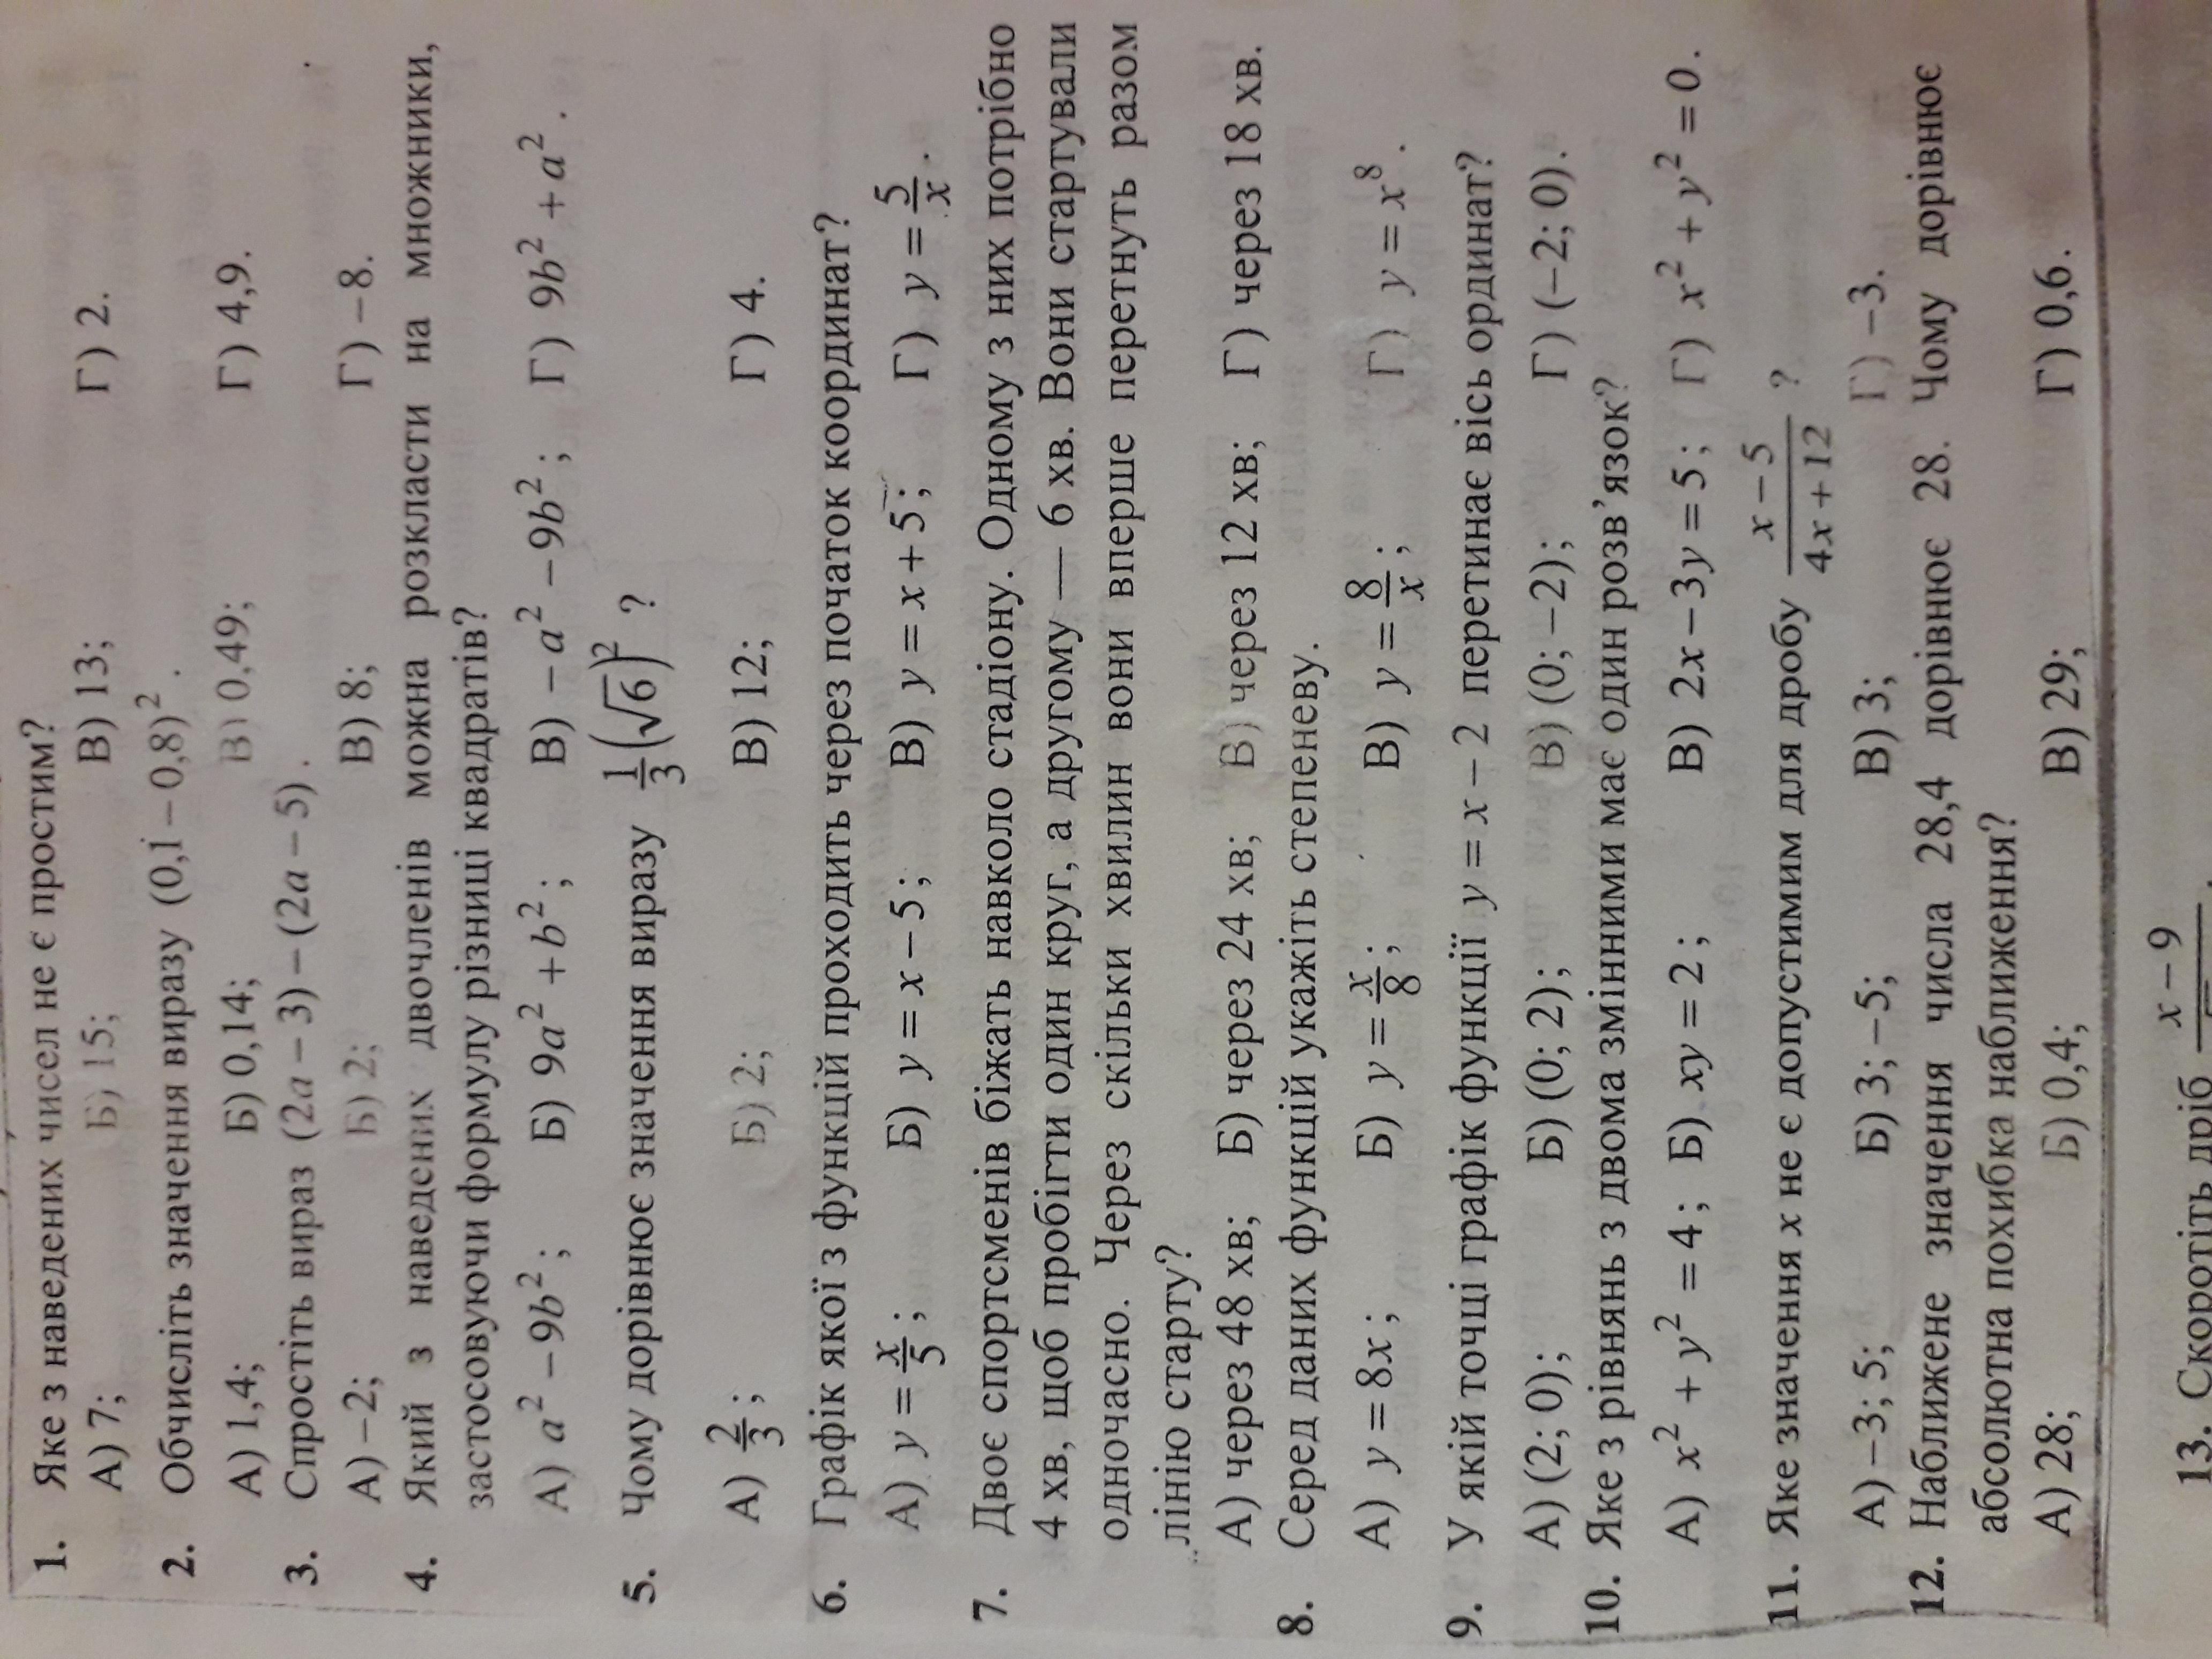 1. Яке з наведених чисел не є простим?
А) 7; Б) 15; В) 13; Г) 2.
2. Обчисліть значення виразу (0,1 − 0,8)².
А) 1,4; Б) 0,14; В) 0,49; Г) 4,9.
3. Спростіть вираз (2a − 3) − (2a − 5).
А) −2; Б) 2; В) 8; Г) −8.
4. Який з наведених двочленів можна розкласти на множники,
застосовуючи формулу різниці квадратів?
А) a² − 9b²; Б) 9a² + b²; В) −a² − 9b²; Г) 9b² + a².
5. Чому дорівнює значення виразу 1/3(√6)² ?
А) 2/3; Б) 2; В) 12; Г) 4.
6. Графік якої з функцій проходить через початок координат?
А) y = x/5; Б) y = x − 5; В) y = x + 5; Г) y = 5/x.
7. Двоє спортсменів біжать навколо стадіону. Одному з них потрібно
4 хв, щоб пробігти один круг, а другому — 6 хв. Вони стартували
одночасно. Через скільки хвилин вони вперше перетнуть разом
лінію старту?
А) через 48 хв; Б) через 24 хв; В) через 12 хв; Г) через 18 хв.
8. Серед даних функцій укажіть степеневу.
А) y = 8x; Б) y = x/8; В) y = 8/x; Г) y = x⁸.
9. У якій точці графік функції y = x − 2 перетинає вісь ординат?
А) (2; 0); Б) (0; 2); В) (0; −2); Г) (−2; 0).
10. Яке з рівнянь з двома змінними має один розв'язок?
А) x² + y² = 4; Б) xy = 2; В) 2x − 3y = 5; Г) x² + y² = 0.
11. Яке значення x не є допустимим для дробу (x − 5)/(4x + 12) ?
А) −3; 5; Б) 3; −5; В) 3; Г) −3.
12. Наближене значення числа 28,4 дорівнює 28. Чому дорівнює
абсолютна похибка наближення?
А) 28; Б) 0,4; В) 29; Г) 0,6.
13. Скоротіть дріб x − 9